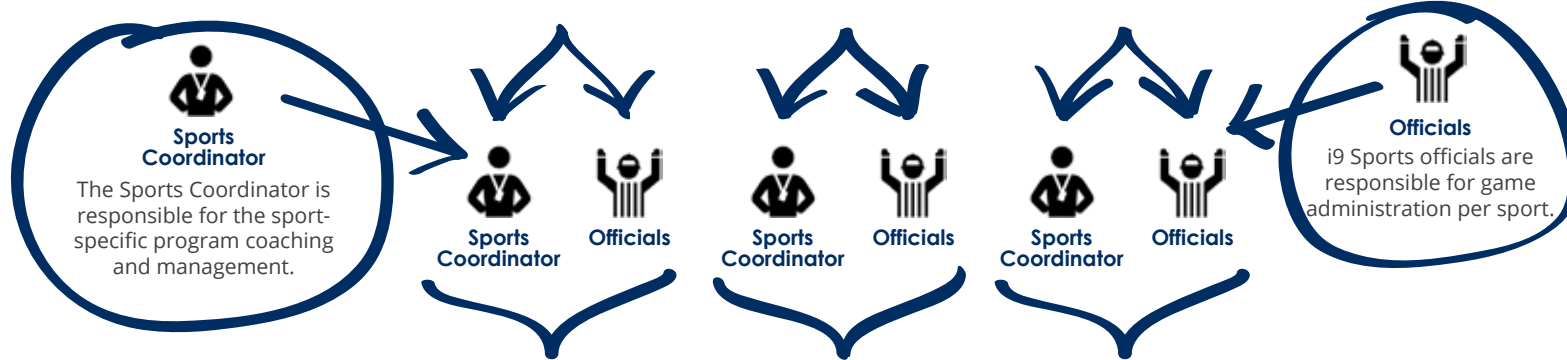 Sports
Coordinator
The Sports Coordinator is
responsible for the sport-
specific program coaching
and management.
Sports
Coordinator
Officials
Sports
Coordinator
Officials
Sports
Coordinator
Officials
Officials
i9 Sports officials are
responsible for game
administration per sport.